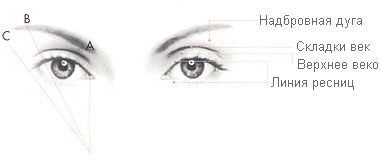 B
C
A
Надбровная дуга
Складки век
Верхнее веко
Линия ресниц